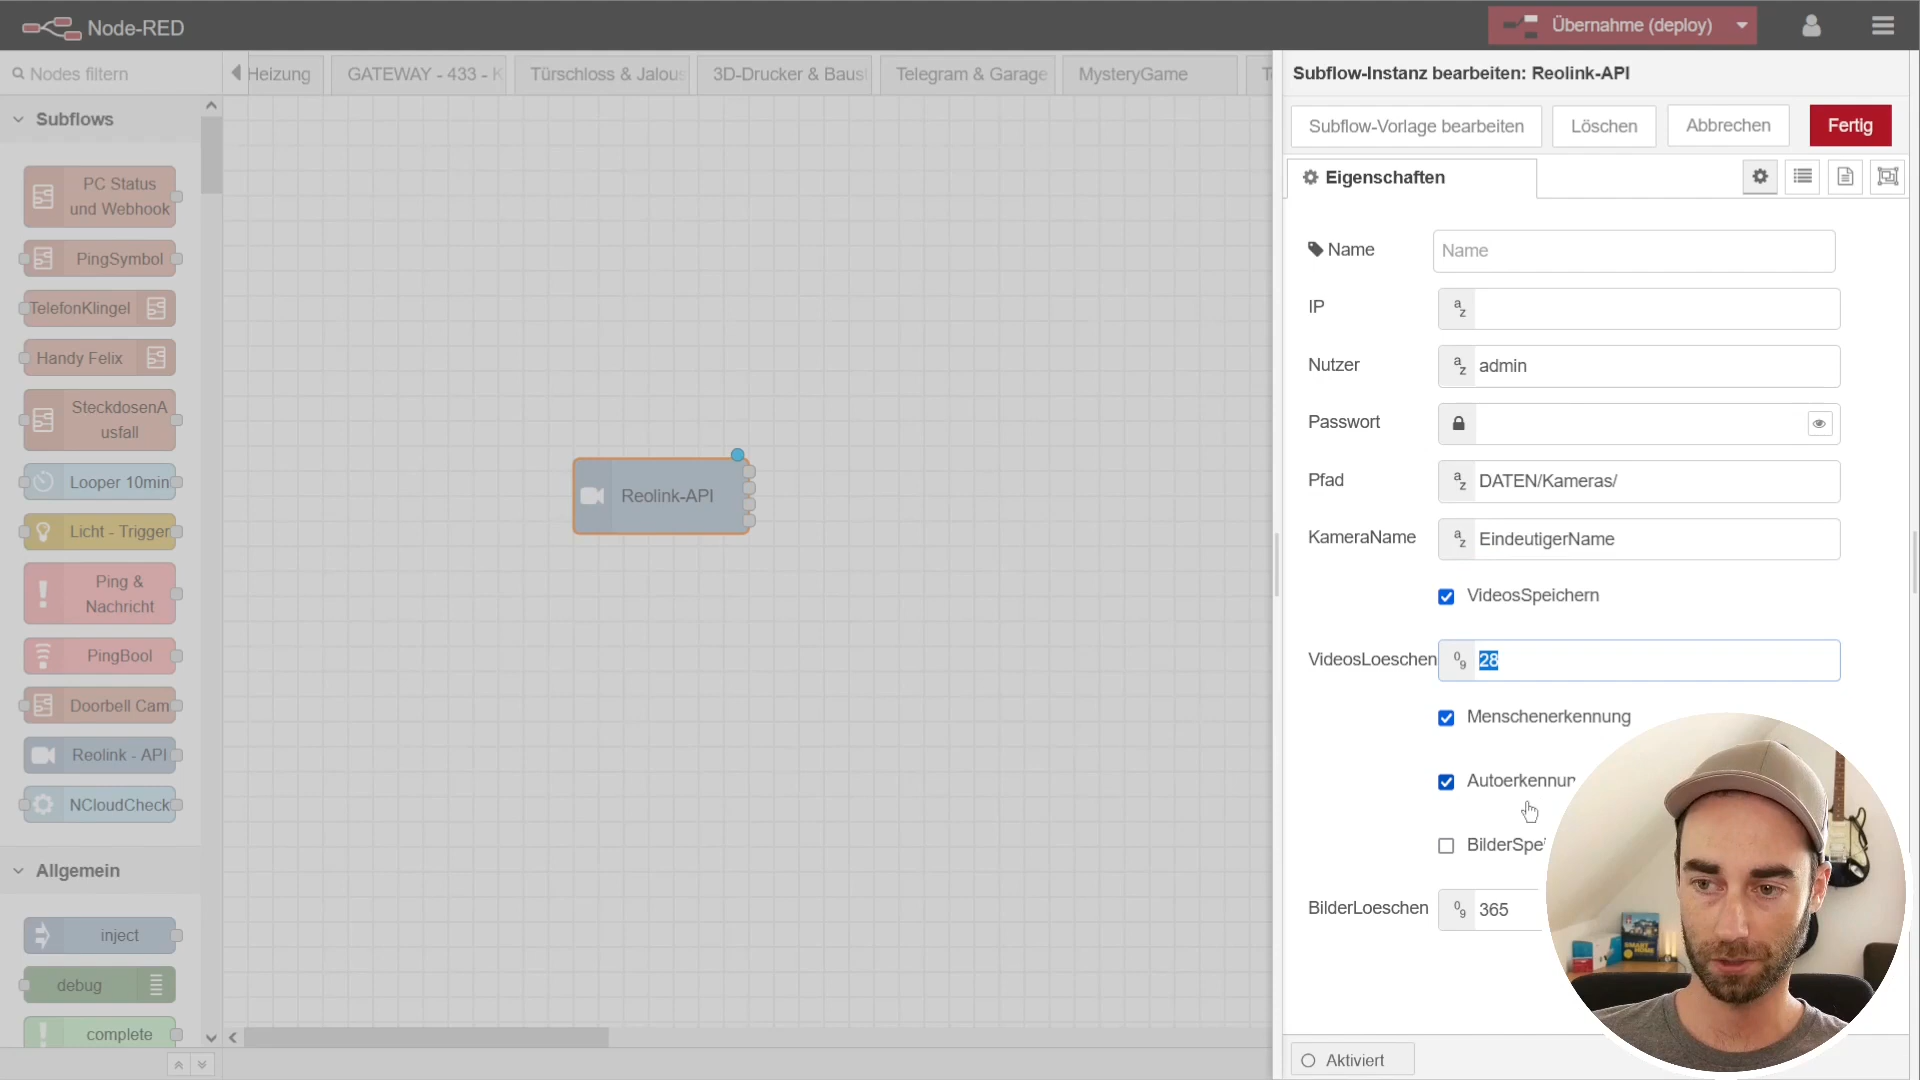 Node-RED
Übernahme (deploy)
Nodes filtern
Heizung
GATEWAY - 433 - K
Türschloss & Jalous
3D-Drucker & Baus
Telegram & Garage
MysteryGame
Subflow-Instanz bearbeiten: Reolink-API
Subflow-Vorlage bearbeiten
Löschen
Abbrechen
Fertig
Eigenschaften
Subflows
PC Status
und Webhook
PingSymbol
TelefonKlingel
Handy Felix
SteckdosenA
usfall
Looper 10min
Licht - Trigger
Ping &
Nachricht
PingBool
Doorbell Cam
Reolink - API
NCloudCheck
Allgemein
inject
debug
complete
Reolink-API
Name
Name
IP
Nutzer
admin
Passwort
Pfad
DATEN/Kameras/
KameraName
EindeutigerName
VideosSpeichern
VideosLoeschen
28
Menschenerkennung
Autoerkennun
BilderSpei
BilderLoeschen
365
SMART
HOME
Aktiviert